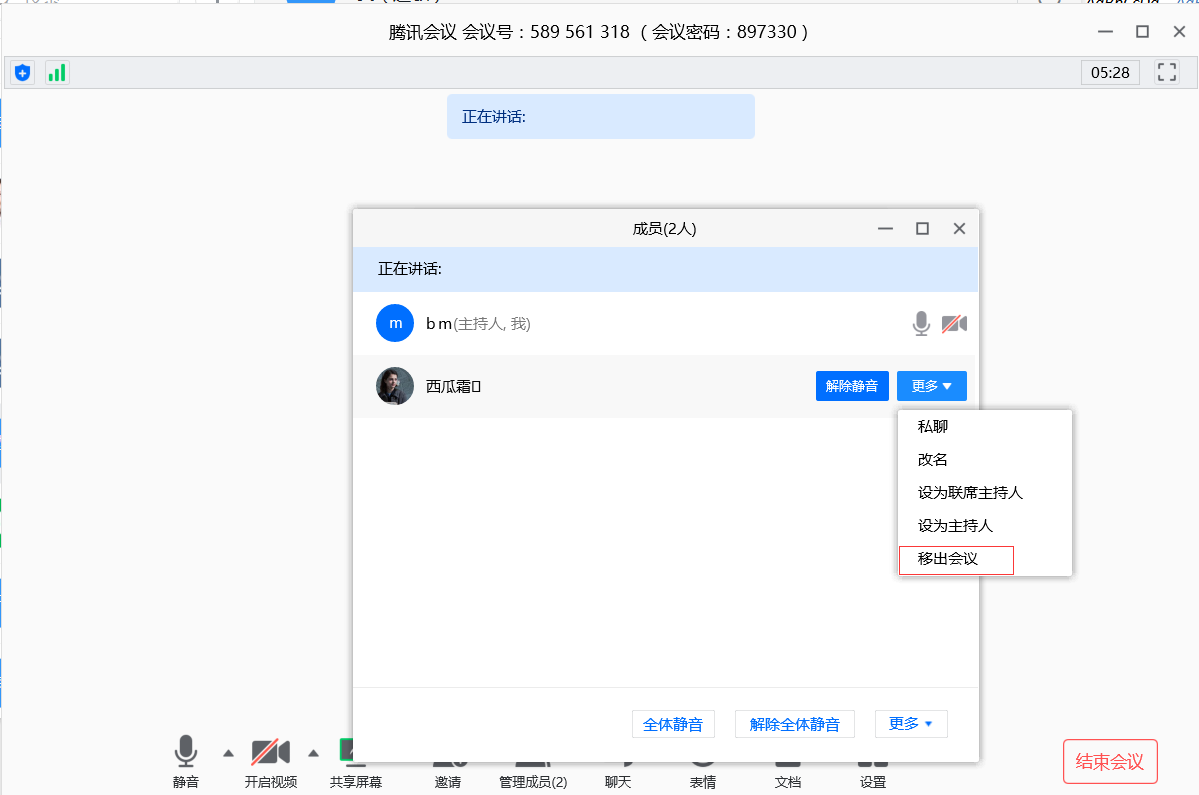 腾讯会议 会议号：589 561 318（会议密码：897330）
05:28
正在讲话:
成员(2人)
正在讲话:
m
b m(主持人, 我)
西瓜霜
解除静音
更多
私聊
改名
设为联席主持人
设为主持人
移出会议
全体静音
解除全体静音
更多
静音
开启视频
共享屏幕
邀请
管理成员(2)
聊天
表情
文档
设置
结束会议